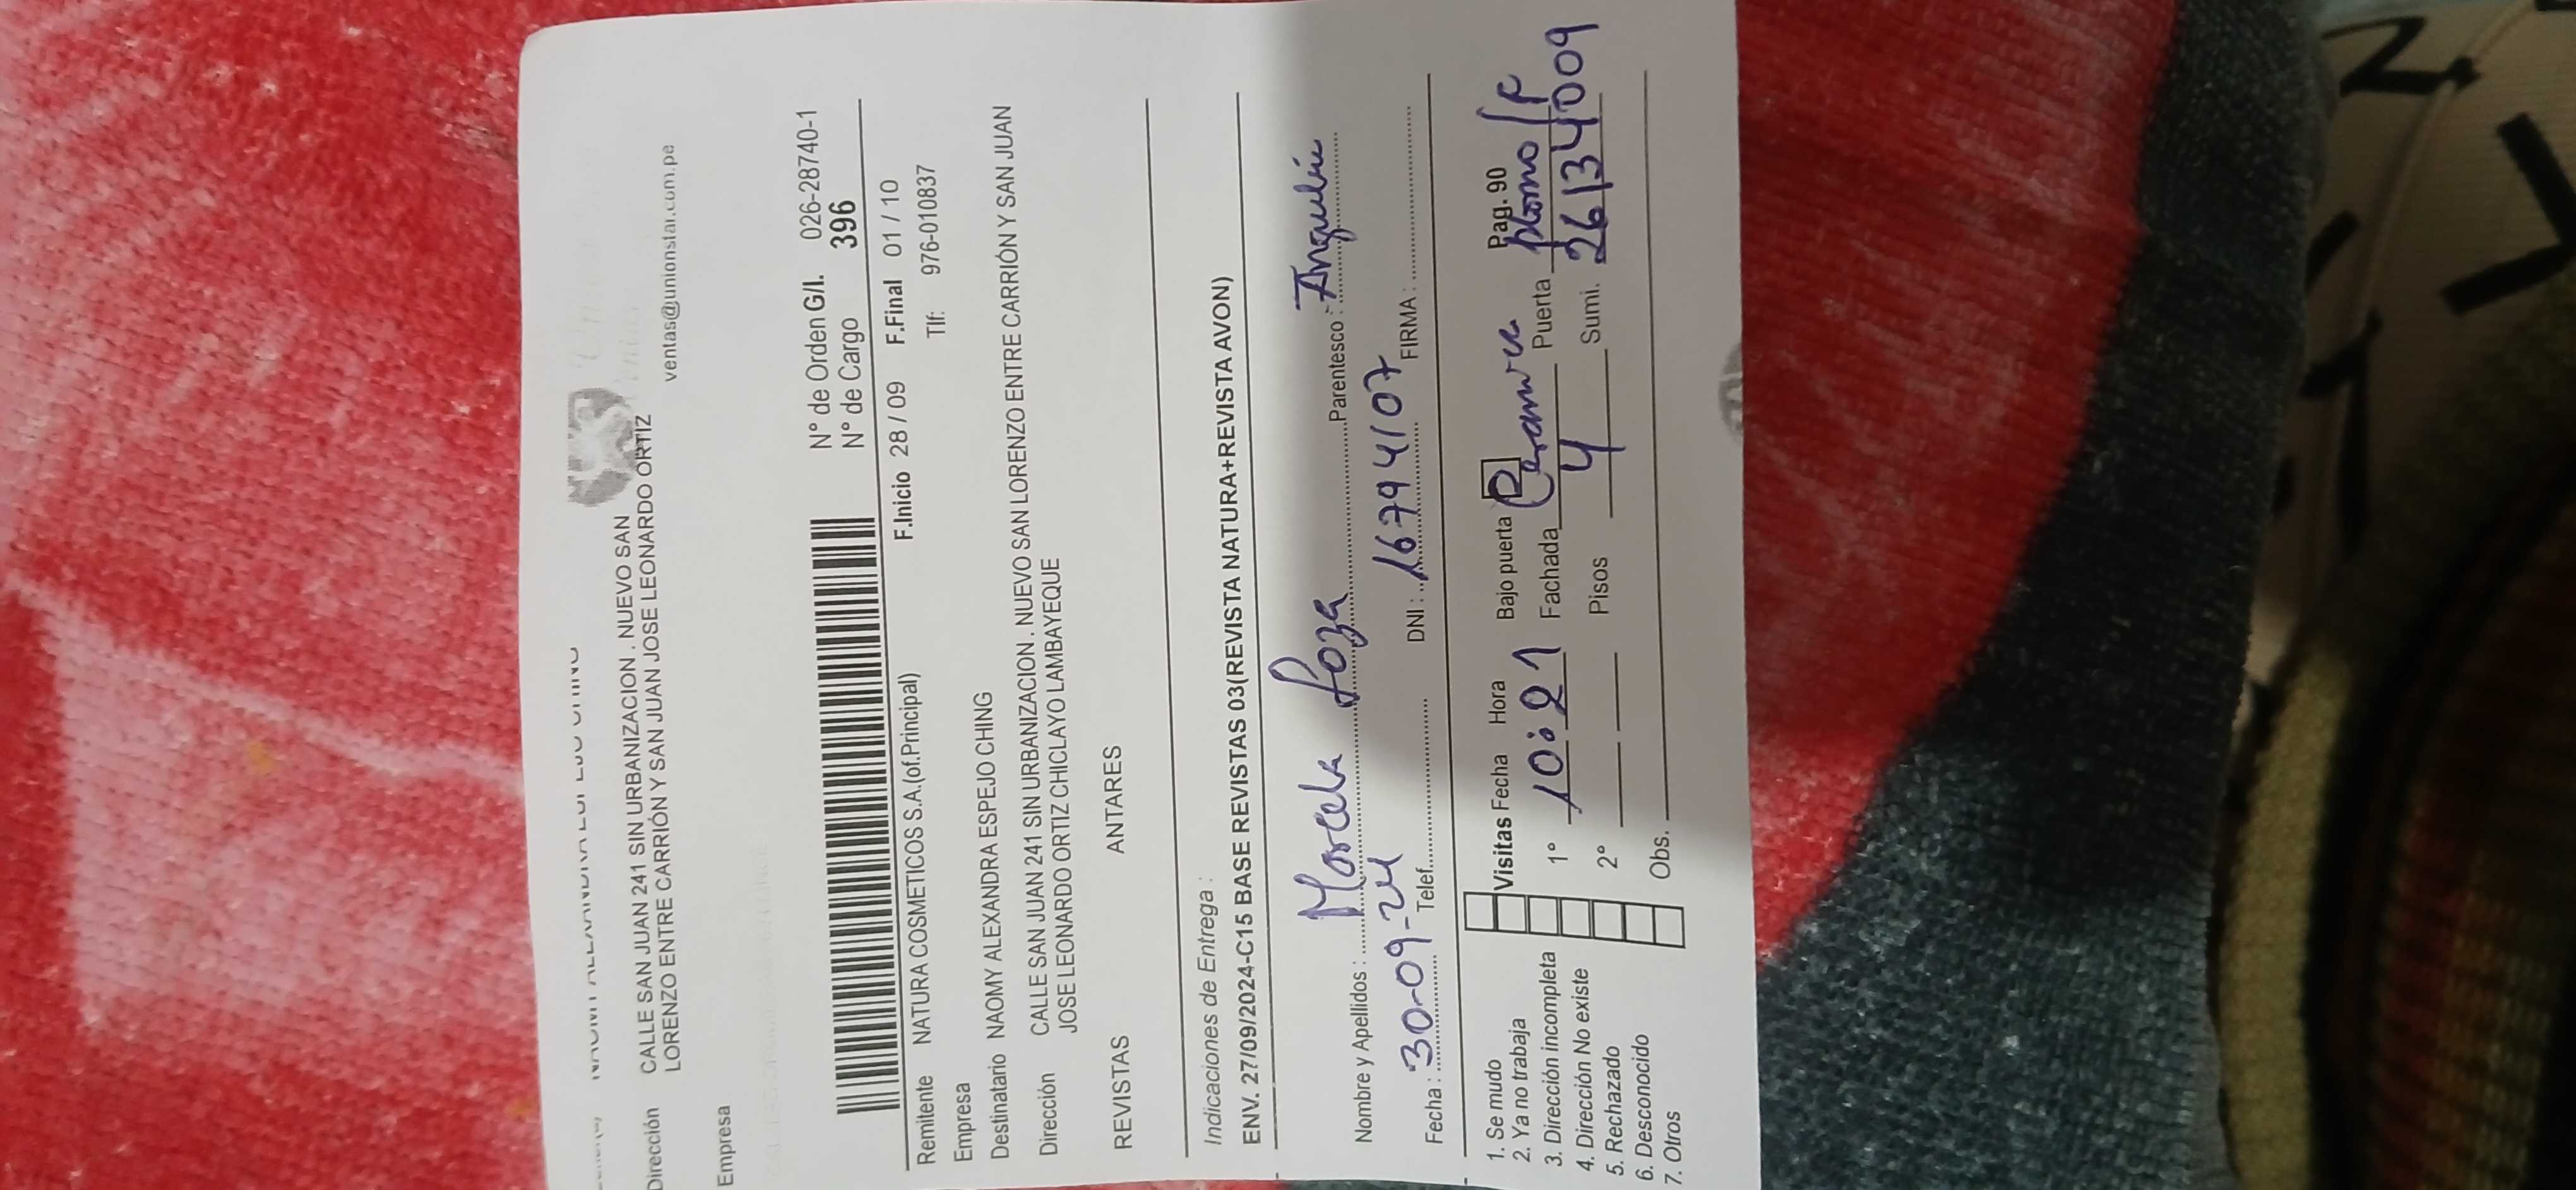 Dirección CALLE SAN JUAN 241 SIN URBANIZACION . NUEVO SAN
LORENZO ENTRE CARRIÓN Y SAN JUAN JOSE LEONARDO ORTIZ
ventas@unionstar.com.pe
Empresa
N° de Orden G/I. 026-28740-1
N° de Cargo 396
F.Inicio 28 / 09 F.Final 01 / 10
Remitente NATURA COSMETICOS S.A.(of.Principal) Tlf: 976-010837
Empresa
Destinatario NAOMY ALEXANDRA ESPEJO CHING
Dirección CALLE SAN JUAN 241 SIN URBANIZACION . NUEVO SAN LORENZO ENTRE CARRIÓN Y SAN JUAN
JOSE LEONARDO ORTIZ CHICLAYO LAMBAYEQUE
REVISTAS ANTARES
Indicaciones de Entrega :
ENV. 27/09/2024-C15 BASE REVISTAS 03(REVISTA NATURA+REVISTA AVON)
Nombre y Apellidos : Marcela Loza Parentesco :
Fecha : 30-09-24 Telef. DNI : 16794107 FIRMA :
1. Se mudo Visitas Fecha Hora Bajo puerta Pag. 90
2. Ya no trabaja
3. Dirección incompleta 1° 10:21 Fachada Puerta plomo/F
4. Dirección No existe
5. Rechazado 2° Pisos 4 Sumi. 26134009
6. Desconocido
7. Otros Obs.